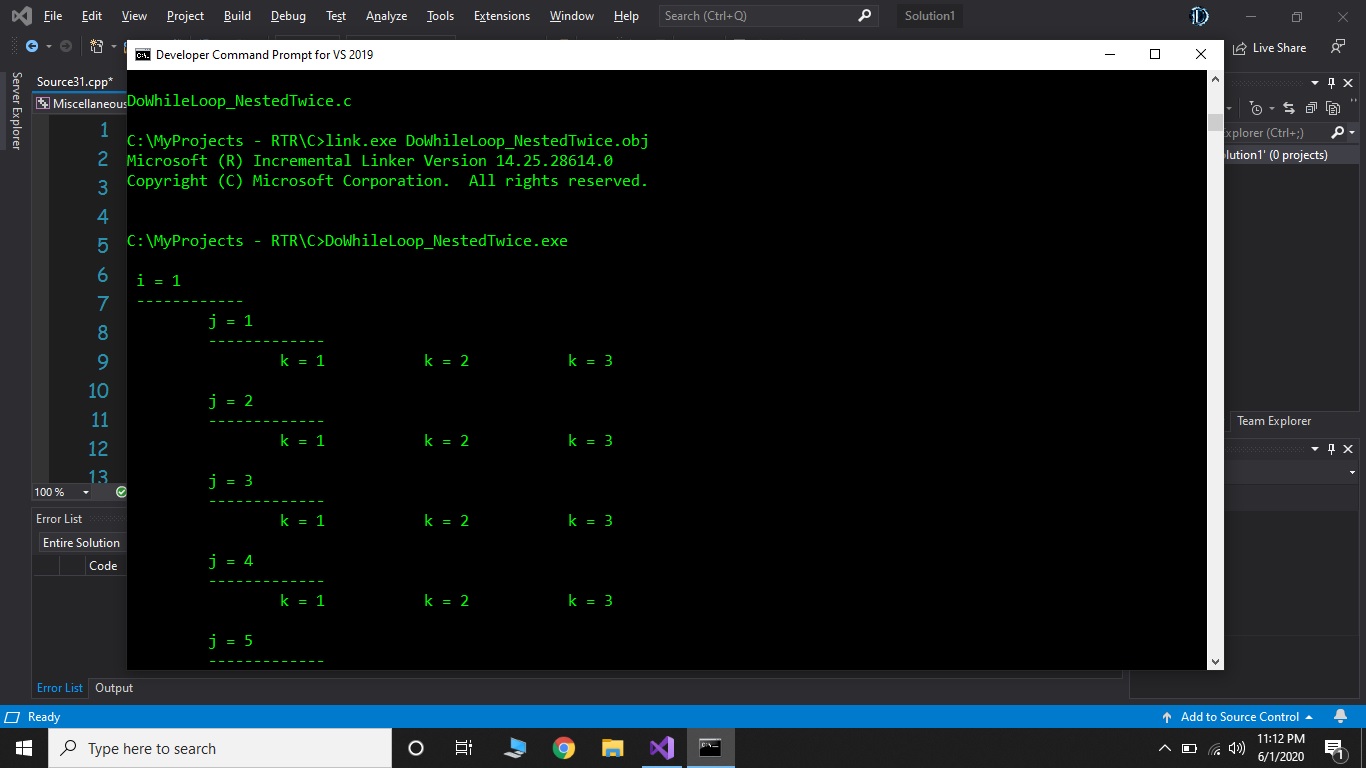 File Edit View Project Build Debug Test Analyze Tools Extensions Window Help Search (Ctrl+Q) Solution1
Developer Command Prompt for VS 2019
Live Share
Server Explorer
Source31.cpp*
Miscellaneous
1
2
3
4
5
6
7
8
9
10
11
12
13
100 %
DoWhileLoop_NestedTwice.c
C:\MyProjects - RTR\C>link.exe DoWhileLoop_NestedTwice.obj
Microsoft (R) Incremental Linker Version 14.25.28614.0
Copyright (C) Microsoft Corporation.  All rights reserved.
C:\MyProjects - RTR\C>DoWhileLoop_NestedTwice.exe
i = 1
------------
j = 1
-------------
k = 1 k = 2 k = 3
j = 2
-------------
k = 1 k = 2 k = 3
j = 3
-------------
k = 1 k = 2 k = 3
j = 4
-------------
k = 1 k = 2 k = 3
j = 5
-------------
xplorer (Ctrl+;)
lution1' (0 projects)
Team Explorer
Error List
Entire Solution
Code
Error List Output
Ready Add to Source Control
Type here to search
11:12 PM
6/1/2020
1